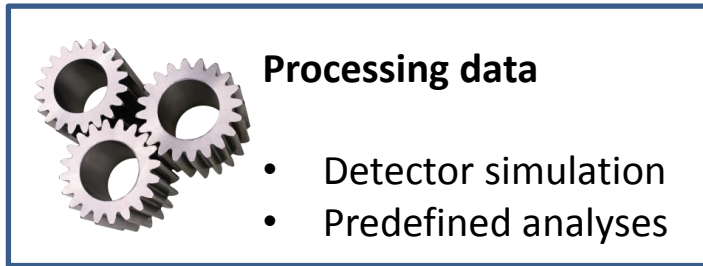 Processing data
• Detector simulation
• Predefined analyses